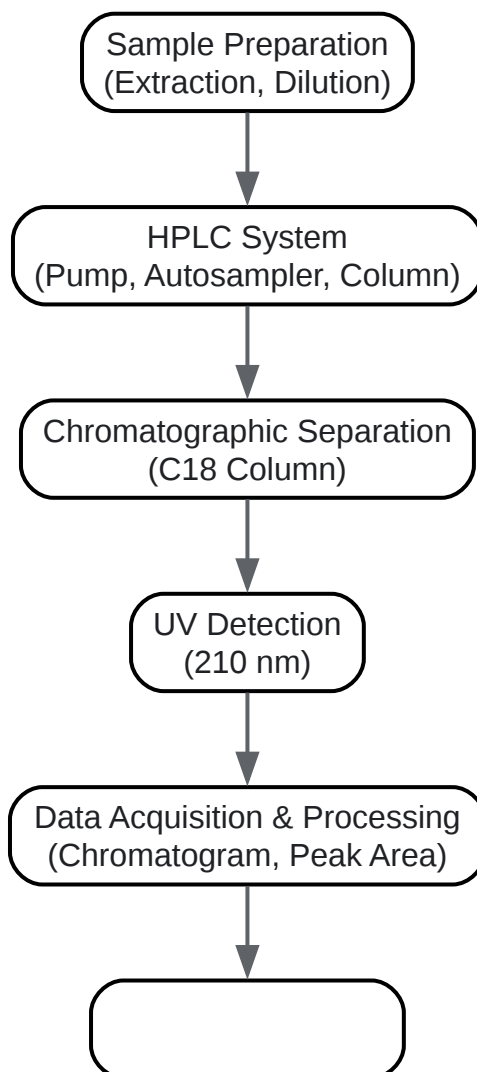 Sample Preparation
(Extraction, Dilution)
HPLC System
(Pump, Autosampler, Column)
Chromatographic Separation
(C18 Column)
UV Detection
(210 nm)
Data Acquisition & Processing
(Chromatogram, Peak Area)